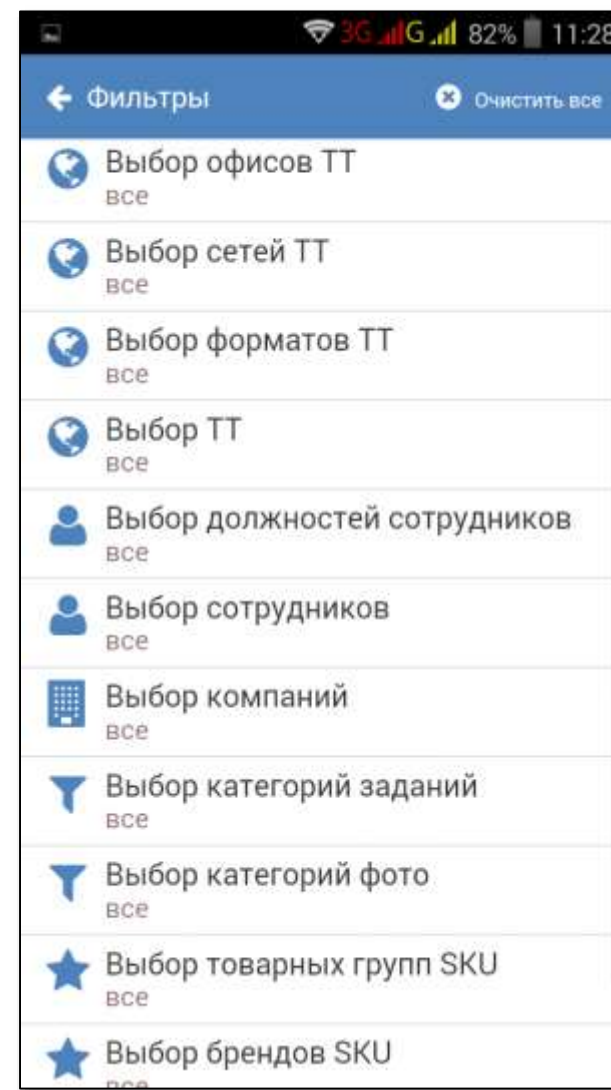 3G G 82% 11:28
Фильтры Очистить все
Выбор офисов ТТ
все
Выбор сетей ТТ
все
Выбор форматов ТТ
все
Выбор ТТ
все
Выбор должностей сотрудников
все
Выбор сотрудников
все
Выбор компаний
все
Выбор категорий заданий
все
Выбор категорий фото
все
Выбор товарных групп SKU
все
Выбор брендов SKU
все